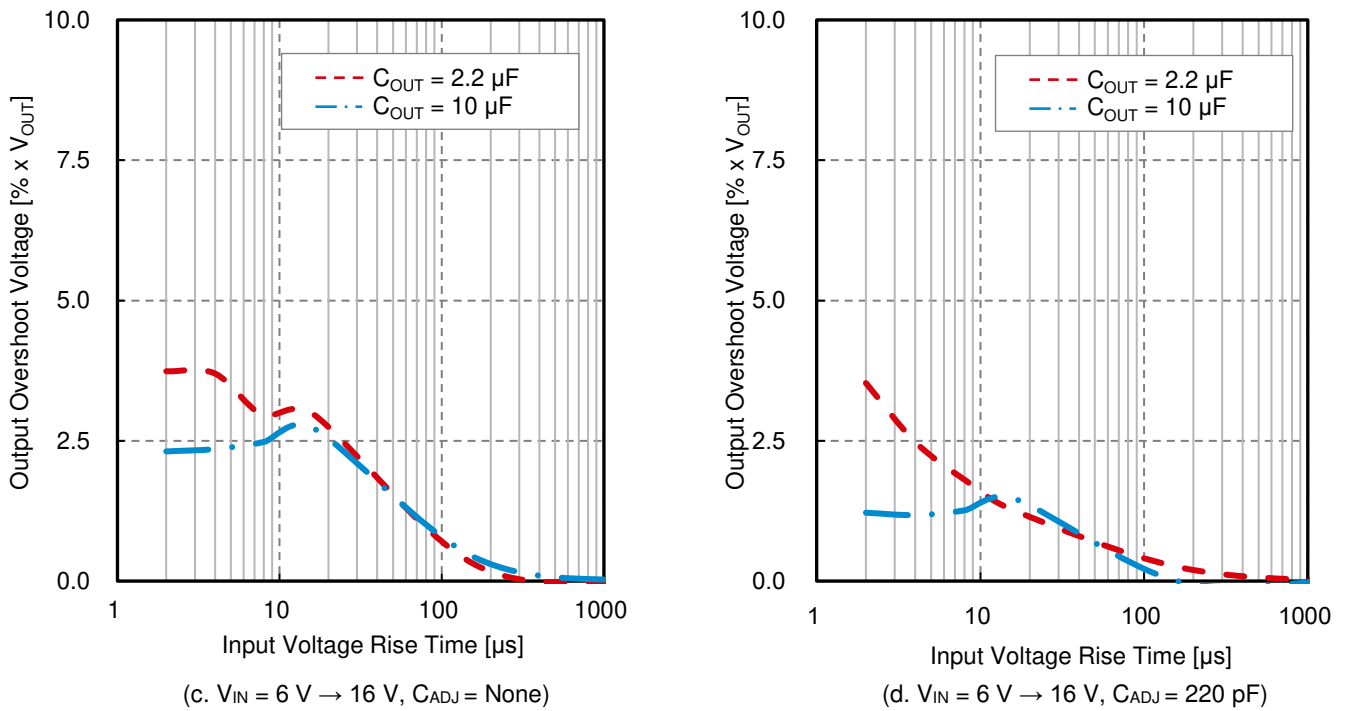 Output Overshoot Voltage [% x VOUT]
10.0
7.5
5.0
2.5
0.0
COUT = 2.2 µF
COUT = 10 µF
1 10 100 1000
Input Voltage Rise Time [µs]
(c. VIN = 6 V → 16 V, CADJ = None)
Output Overshoot Voltage [% x VOUT]
10.0
7.5
5.0
2.5
0.0
COUT = 2.2 µF
COUT = 10 µF
1 10 100 1000
Input Voltage Rise Time [µs]
(d. VIN = 6 V → 16 V, CADJ = 220 pF)